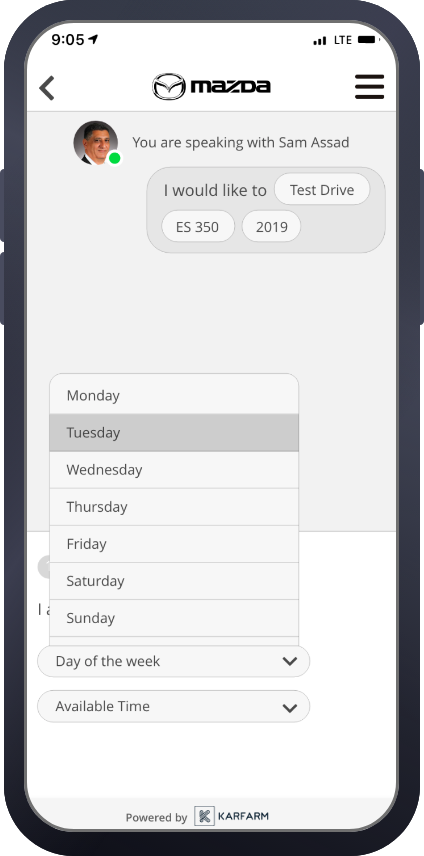 9:05
LTE
mazda
You are speaking with Sam Assad
I would like to Test Drive
ES 350 2019
Monday
Tuesday
Wednesday
Thursday
Friday
Saturday
Sunday
I a
Day of the week
Available Time
Powered by KARFARM